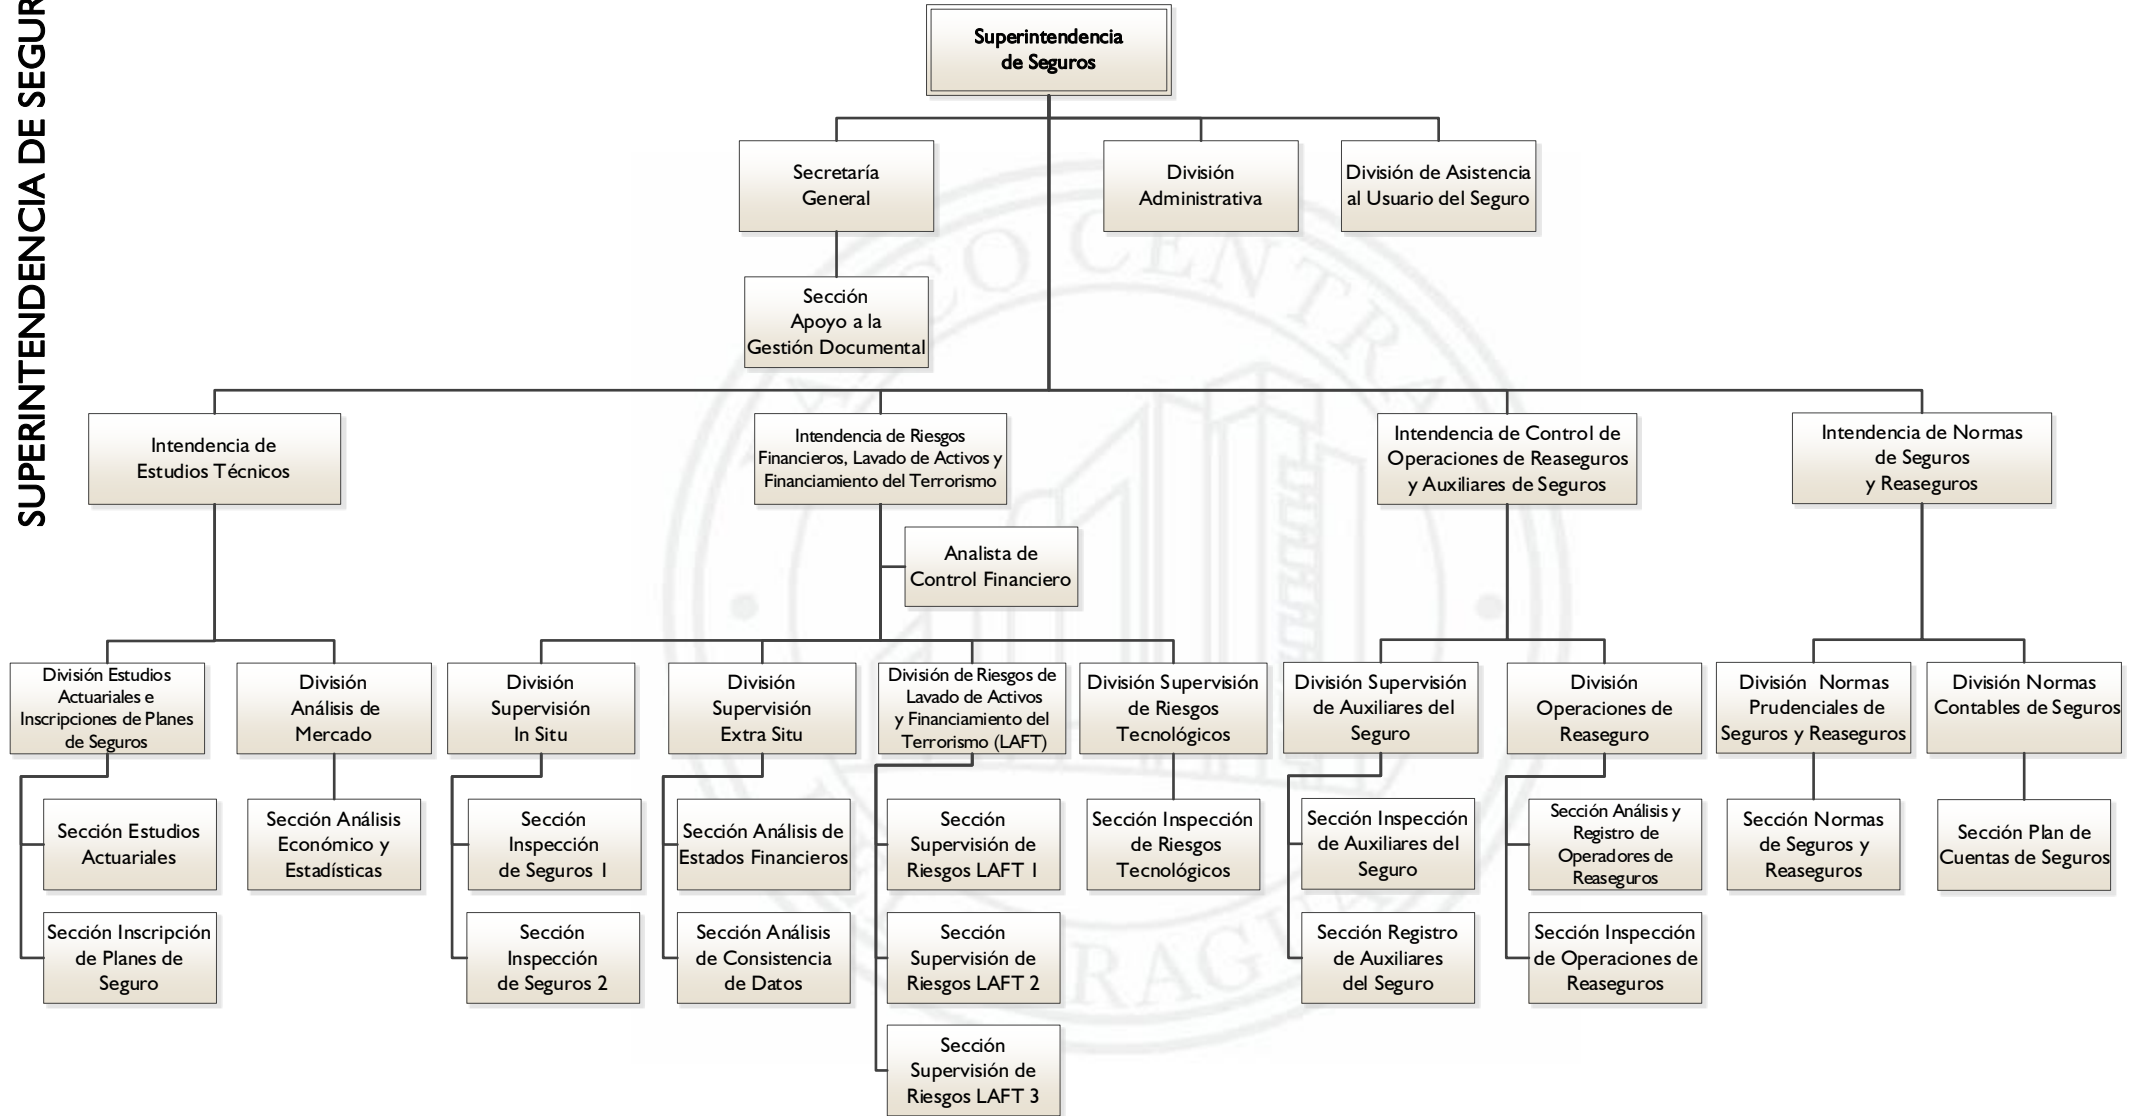 SUPERINTENDENCIA DE SEGUR
Superintendencia
de Seguros
Secretaría
General
División
Administrativa
División de Asistencia
al Usuario del Seguro
Sección
Apoyo a la
Gestión Documental
Intendencia de
Estudios Técnicos
Intendencia de Riesgos
Financieros, Lavado de Activos y
Financiamiento del Terrorismo
Intendencia de Control de
Operaciones de Reaseguros
y Auxiliares de Seguros
Intendencia de Normas
de Seguros
y Reaseguros
Analista de
Control Financiero
División Estudios
Actuariales e
Inscripciones de Planes
de Seguros
División
Análisis de
Mercado
División
Supervisión
In Situ
División
Supervisión
Extra Situ
División de Riesgos de
Lavado de Activos
y Financiamiento del
Terrorismo (LAFT)
División Supervisión
de Riesgos
Tecnológicos
División Supervisión
de Auxiliares del
Seguro
División
Operaciones de
Reaseguro
División Normas
Prudenciales de
Seguros y Reaseguros
División Normas
Contables de Seguros
Sección Estudios
Actuariales
Sección Análisis
Económico y
Estadísticas
Sección
Inspección
de Seguros 1
Sección Análisis de
Estados Financieros
Sección
Supervisión de
Riesgos LAFT 1
Sección Inspección
de Riesgos
Tecnológicos
Sección Inspección
de Auxiliares del
Seguro
Sección Análisis y
Registro de
Operadores de
Reaseguros
Sección Normas
de Seguros y
Reaseguros
Sección Plan de
Cuentas de Seguros
Sección Inscripción
de Planes de
Seguro
Sección
Inspección
de Seguros 2
Sección Análisis
de Consistencia
de Datos
Sección
Supervisión de
Riesgos LAFT 2
Sección Registro
de Auxiliares
del Seguro
Sección Inspección
de Operaciones de
Reaseguros
Sección
Supervisión de
Riesgos LAFT 3